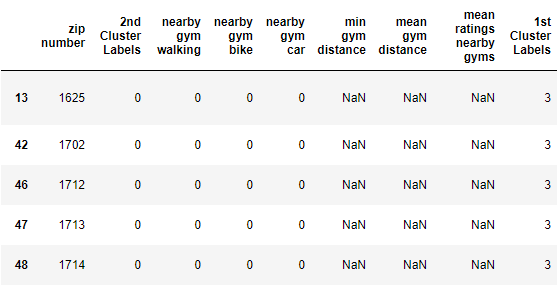 zip number 2nd Cluster Labels nearby gym walking nearby gym bike nearby gym car min gym distance mean gym distance mean ratings nearby gyms 1st Cluster Labels
13 1625 0 0 0 0 NaN NaN NaN 3
42 1702 0 0 0 0 NaN NaN NaN 3
46 1712 0 0 0 0 NaN NaN NaN 3
47 1713 0 0 0 0 NaN NaN NaN 3
48 1714 0 0 0 0 NaN NaN NaN 3